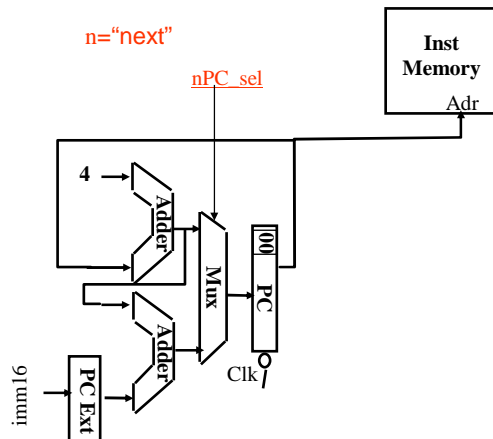 n=“next”
nPC_sel
Inst
Memory
Adr
4
Adder
Mux
00
PC
Adder
imm16
PC Ext
Clk